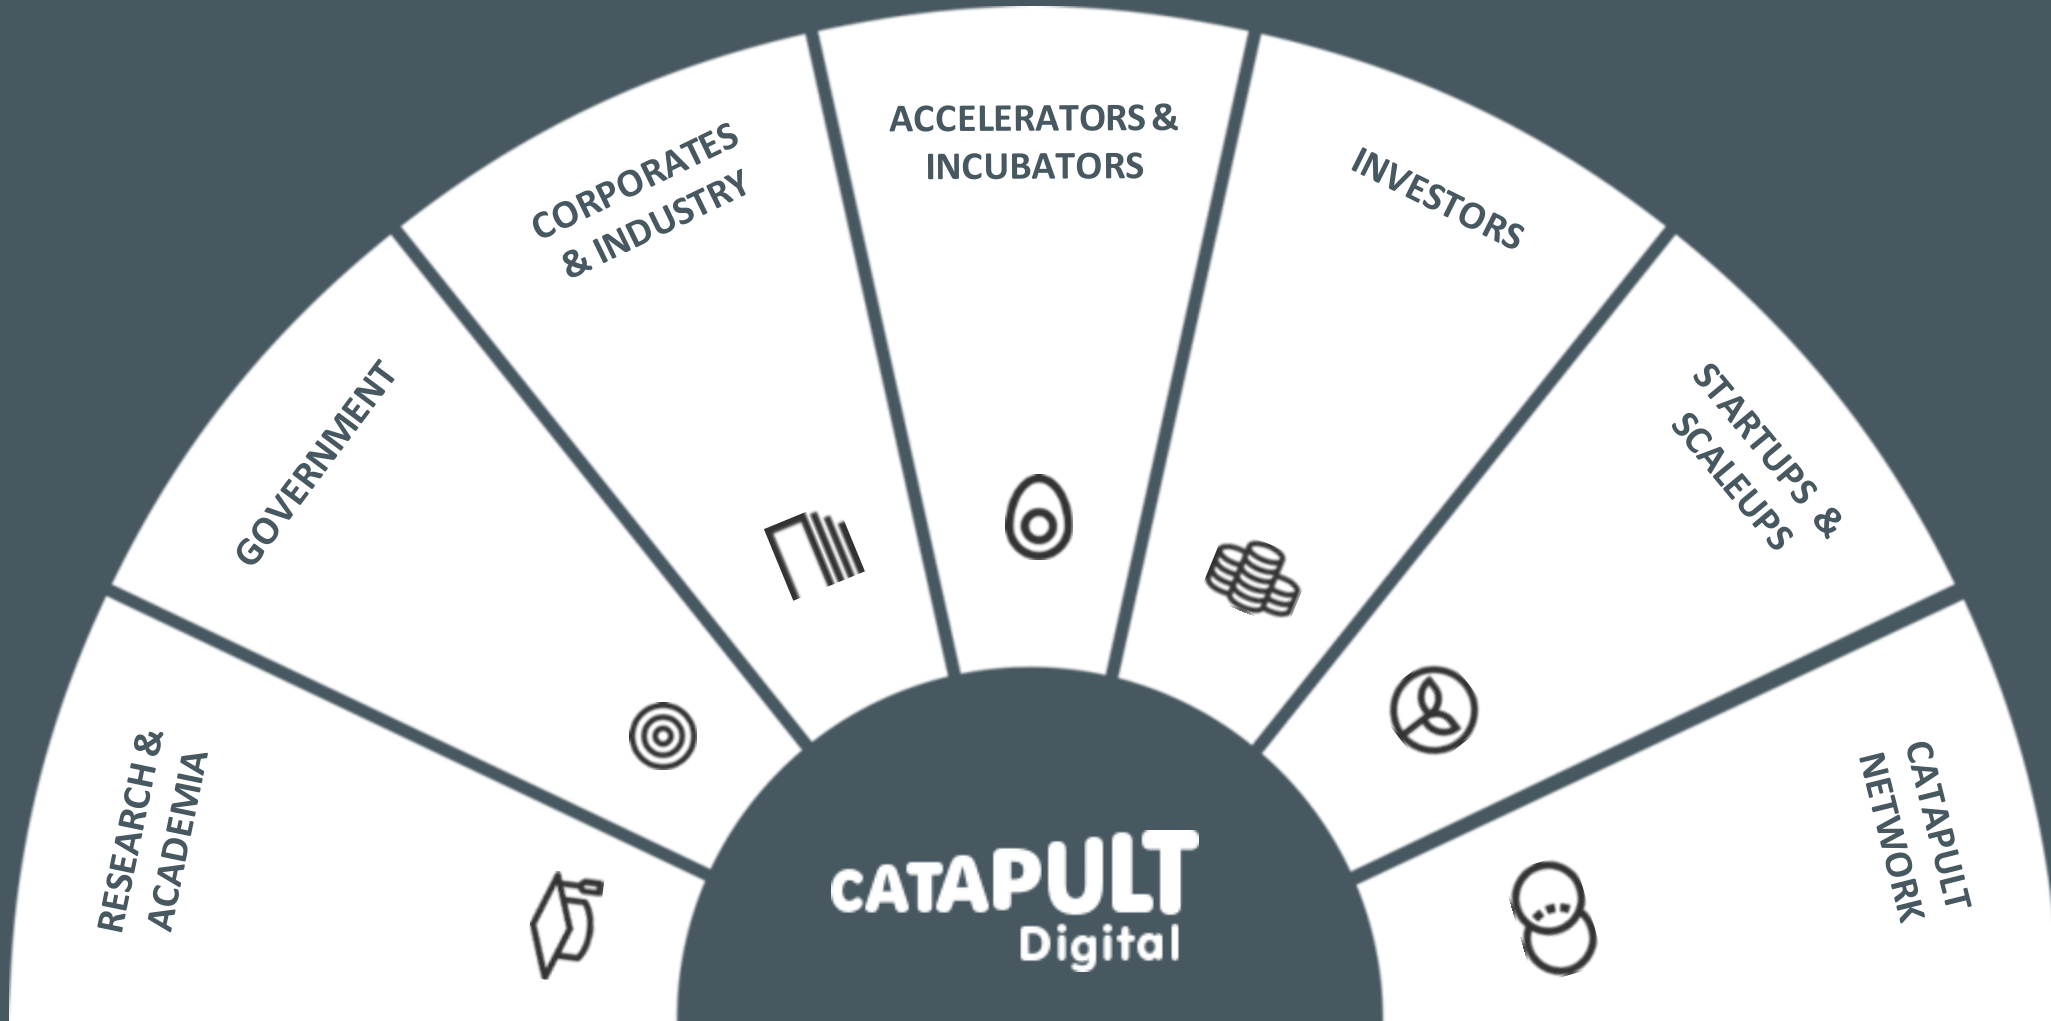 RESEARCH &
ACADEMIA
GOVERNMENT
CORPORATES
& INDUSTRY
ACCELERATORS &
INCUBATORS
INVESTORS
STARTUPS &
SCALEUPS
CATAPULT
NETWORK
CATAPULT
Digital